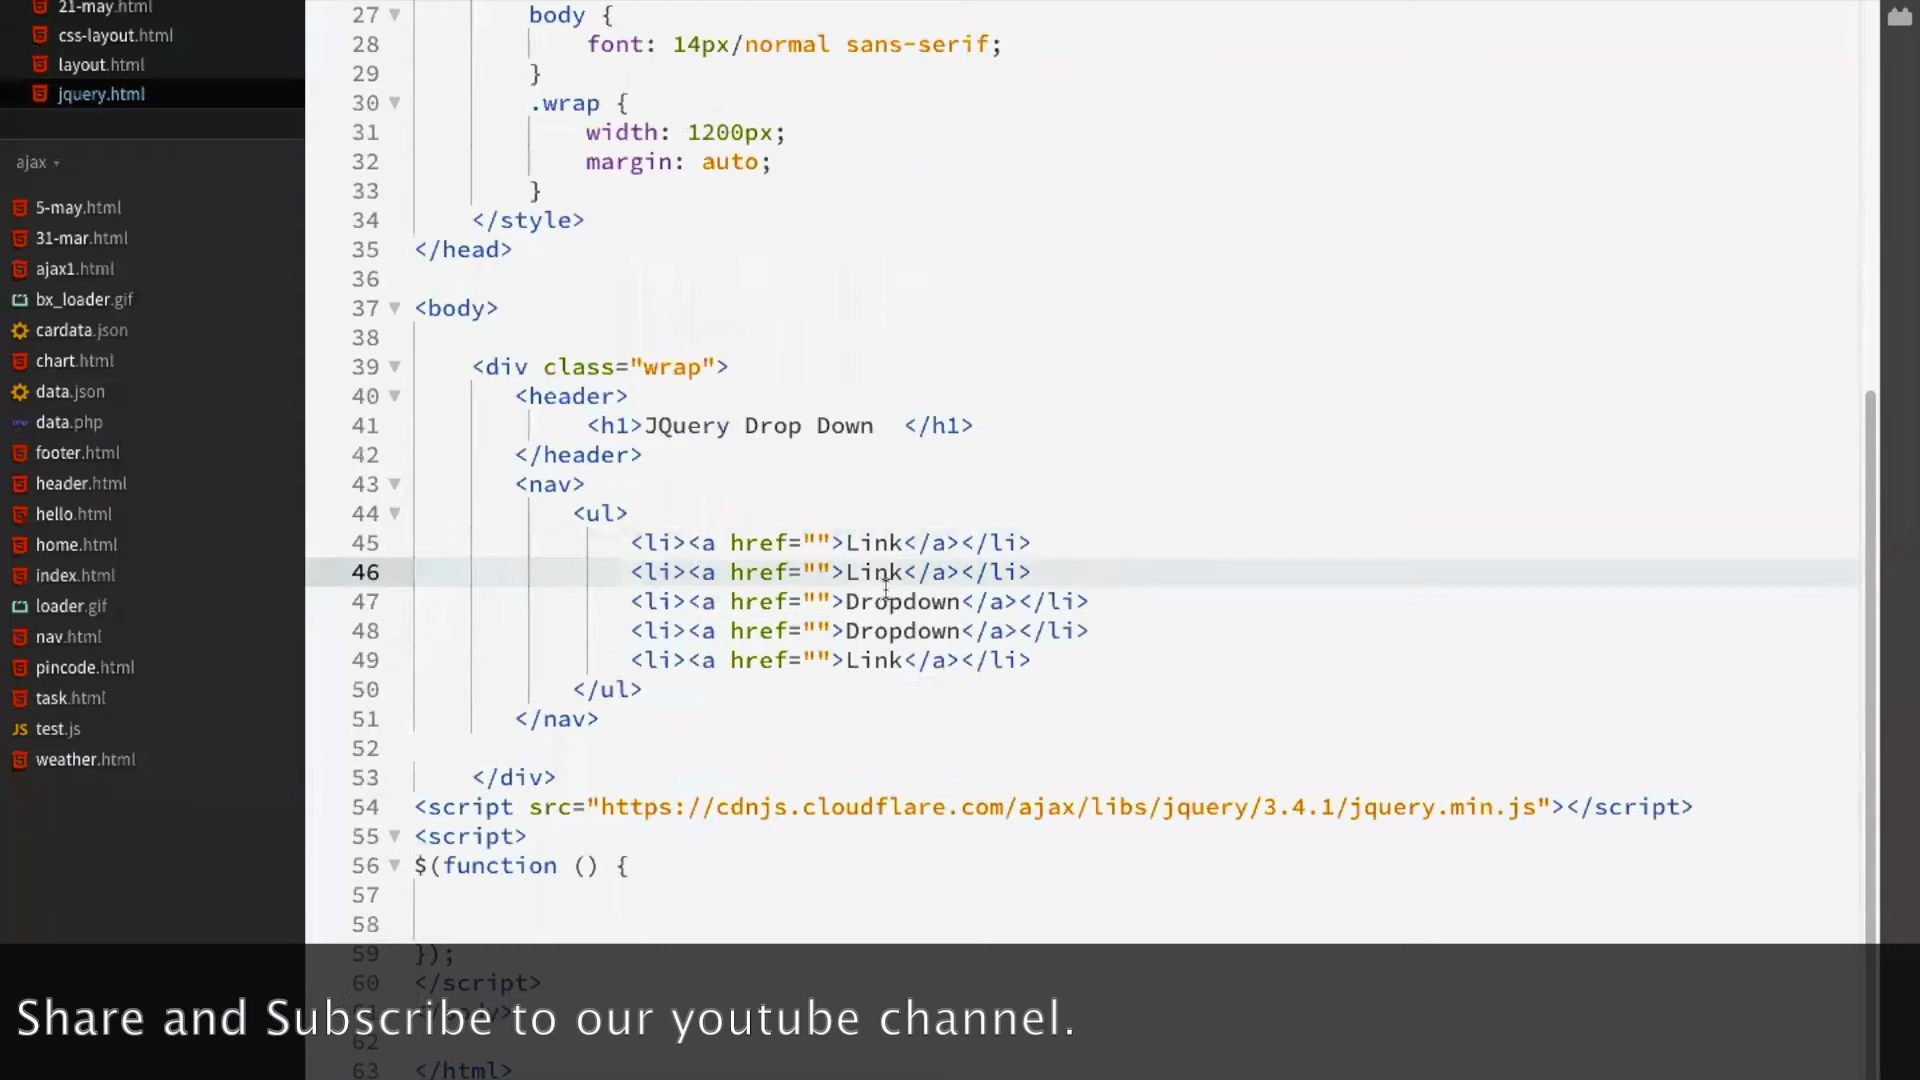 21-may.html
css-layout.html
layout.html
jquery.html
ajax
5-may.html
31-mar.html
ajax1.html
bx_loader.gif
cardata.json
chart.html
data.json
data.php
footer.html
header.html
hello.html
home.html
index.html
loader.gif
nav.html
pincode.html
task.html
JS test.js
weather.html
27 body {
28 font: 14px/normal sans-serif;
29 }
30 .wrap {
31 width: 1200px;
32 margin: auto;
33 }
34 </style>
35 </head>
36
37 <body>
38
39 <div class="wrap">
40 <header>
41 <h1>JQuery Drop Down  </h1>
42 </header>
43 <nav>
44 <ul>
45 <li><a href="">Link</a></li>
46 <li><a href="">Link</a></li>
47 <li><a href="">Dropdown</a></li>
48 <li><a href="">Dropdown</a></li>
49 <li><a href="">Link</a></li>
50 </ul>
51 </nav>
52
53 </div>
54 <script src="https://cdnjs.cloudflare.com/ajax/libs/jquery/3.4.1/jquery.min.js"></script>
55 <script>
56 $(function () {
57
58
59 });
60 </script>
Share and Subscribe to our youtube channel.
62
63 </html>